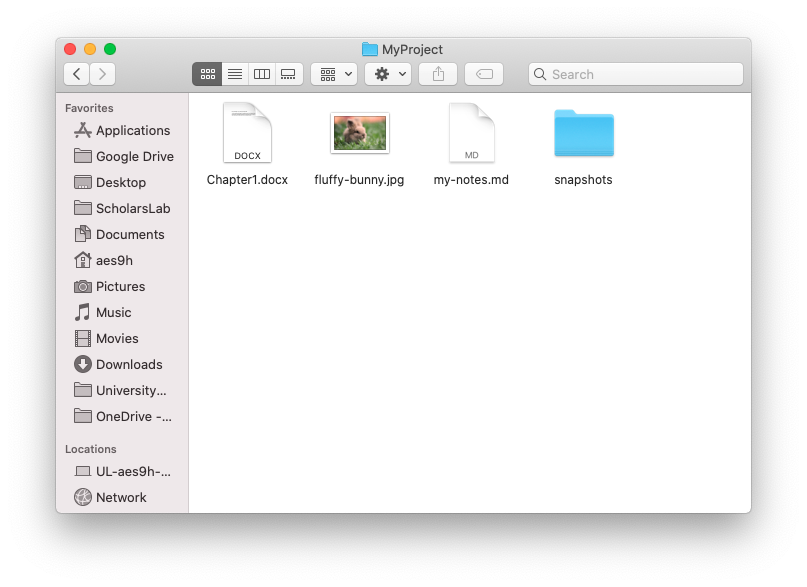 MyProject
Search
Favorites
Applications
Google Drive
Desktop
ScholarsLab
Documents
aes9h
Pictures
Music
Movies
Downloads
University...
OneDrive -...
Locations
UL-aes9h-...
Network
DOCX
MD
Chapter1.docx fluffy-bunny.jpg my-notes.md snapshots